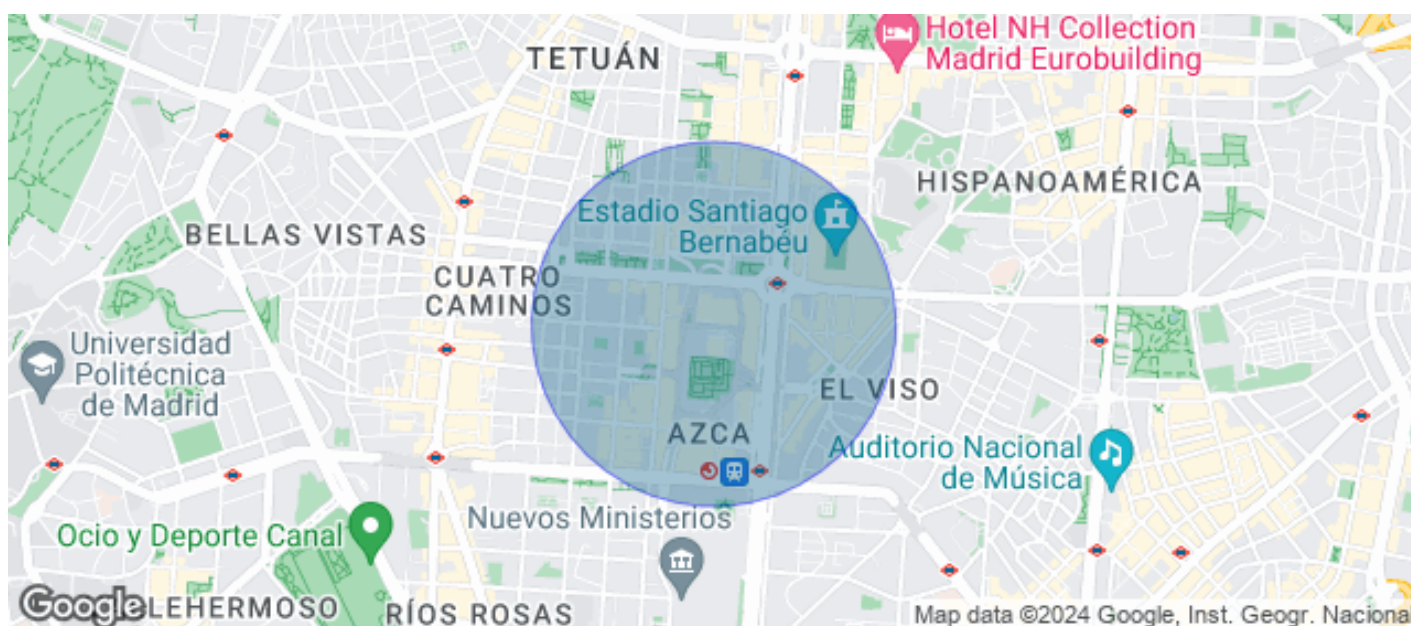 Hotel NH Collection
Madrid Eurobuilding
TETUÁN
HISPANOAMÉRICA
Estadio Santiago
Bernabéu
BELLAS VISTAS
CUATRO
CAMINOS
Universidad
Politécnica
de Madrid
EL VISO
AZCA
Auditorio Nacional
de Música
Nuevos Ministerios
Ocio y Deporte Canal
Google
LEHERMOSO
RÍOS ROSAS
Map data ©2024 Google, Inst. Geogr. Naciona